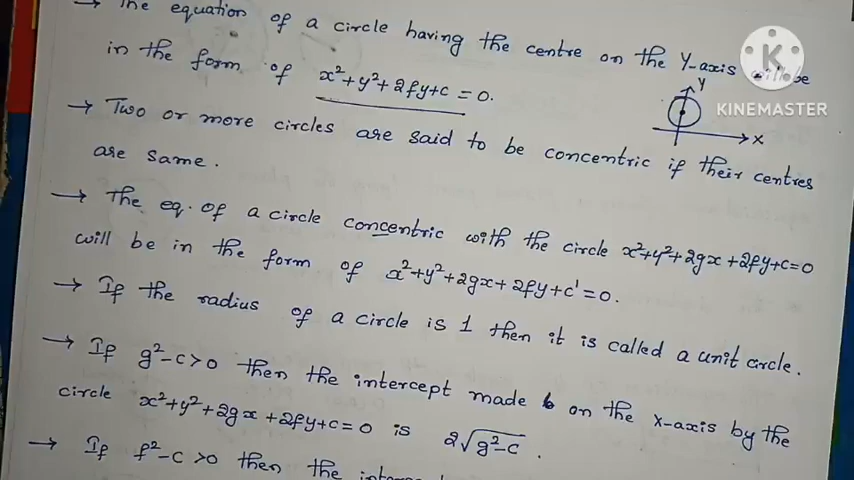 → The equation of a circle having the centre on the Y-axis will be
in the form of x²+y²+2fy+c = 0.
Y
X
K
KINEMASTER
→ Two or more circles are said to be concentric if their centres
are same.
→ The eq. of a circle concentric with the circle x²+y²+2gx+2fy+c=0
will be in the form of x²+y²+2gx+2fy+c'=0.
→ If the radius of a circle is 1 then it is called a unit circle.
→ If g²-c>0 then the intercept made on the x-axis by the
circle x²+y²+2gx+2fy+c=0 is 2√g²-c.
→ If f²-c>0 then the